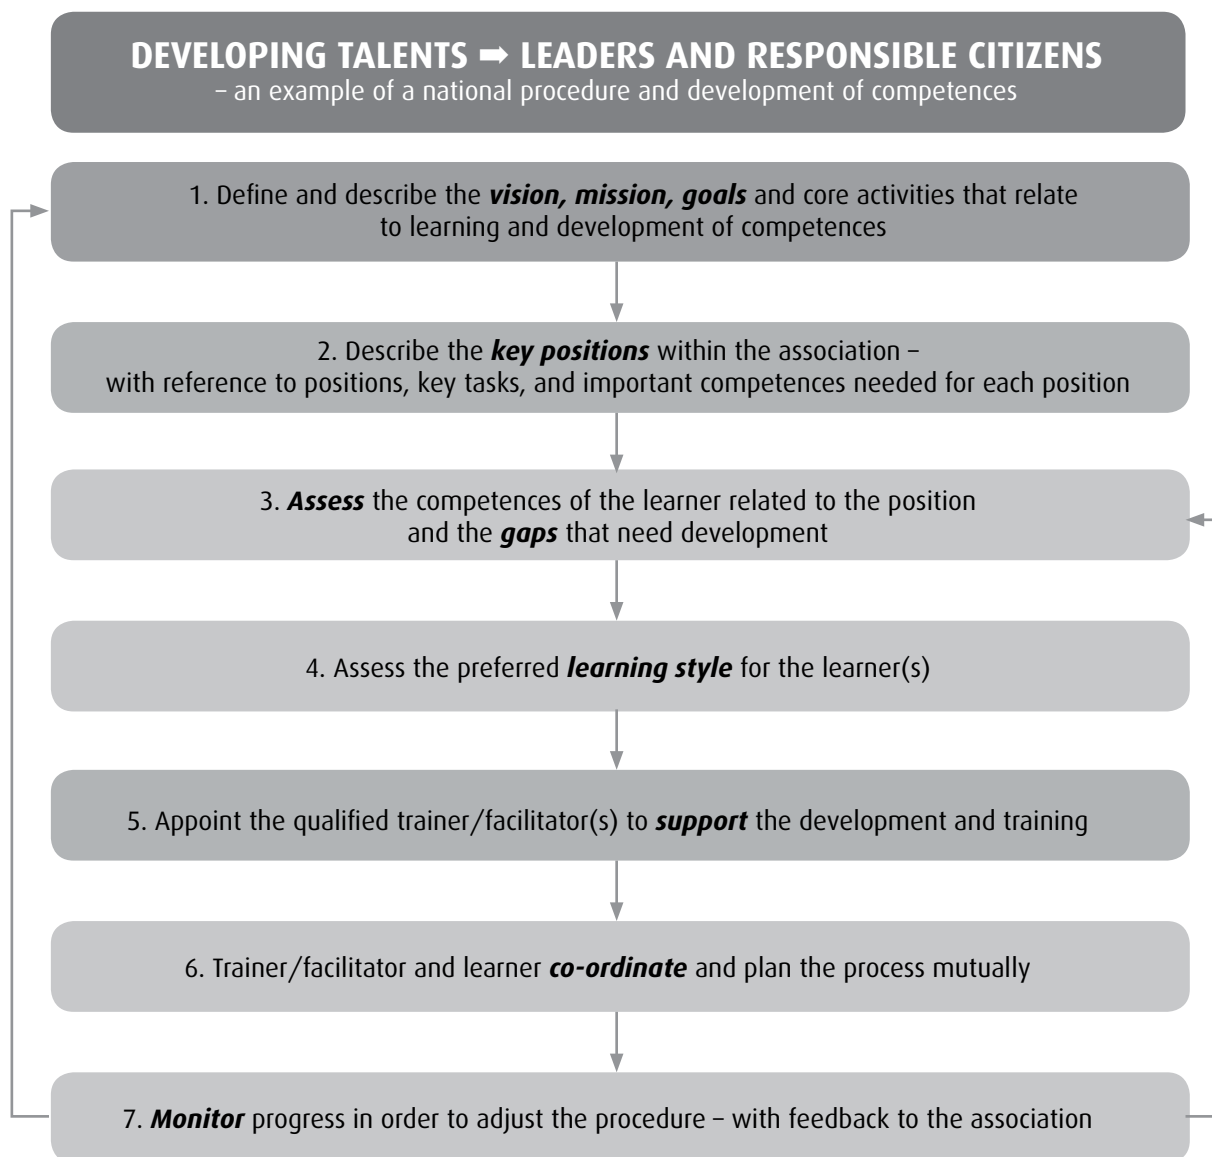 DEVELOPING TALENTS ➡ LEADERS AND RESPONSIBLE CITIZENS
– an example of a national procedure and development of competences
1. Define and describe the vision, mission, goals and core activities that relate
to learning and development of competences
2. Describe the key positions within the association –
with reference to positions, key tasks, and important competences needed for each position
3. Assess the competences of the learner related to the position
and the gaps that need development
4. Assess the preferred learning style for the learner(s)
5. Appoint the qualified trainer/facilitator(s) to support the development and training
6. Trainer/facilitator and learner co-ordinate and plan the process mutually
7. Monitor progress in order to adjust the procedure – with feedback to the association